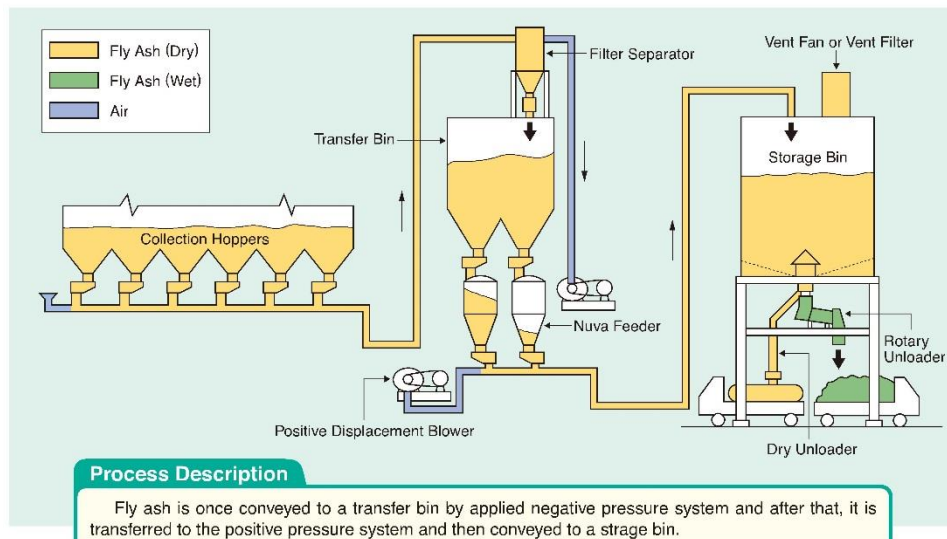 Fly Ash (Dry)
Fly Ash (Wet)
Air
Filter Separator
Vent Fan or Vent Filter
Transfer Bin
Storage Bin
Collection Hoppers
Nuva Feeder
Rotary
Unloader
Positive Displacement Blower
Dry Unloader
Process Description
Fly ash is once conveyed to a transfer bin by applied negative pressure system and after that, it is
transferred to the positive pressure system and then conveyed to a strage bin.